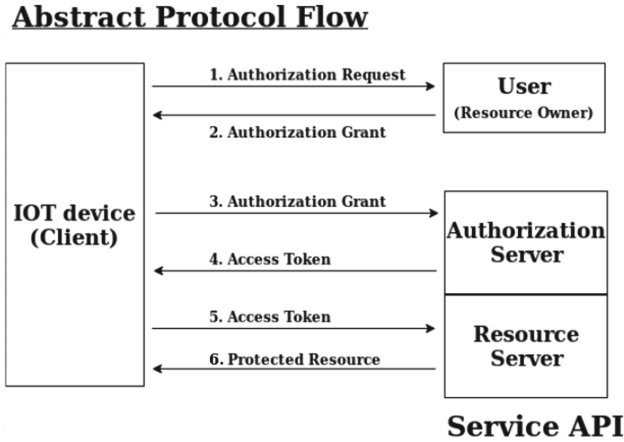 Abstract Protocol Flow
1. Authorization Request
User
(Resource Owner)
2. Authorization Grant
IOT device
(Client)
3. Authorization Grant
Authorization
Server
4. Access Token
5. Access Token
Resource
Server
6. Protected Resource
Service API